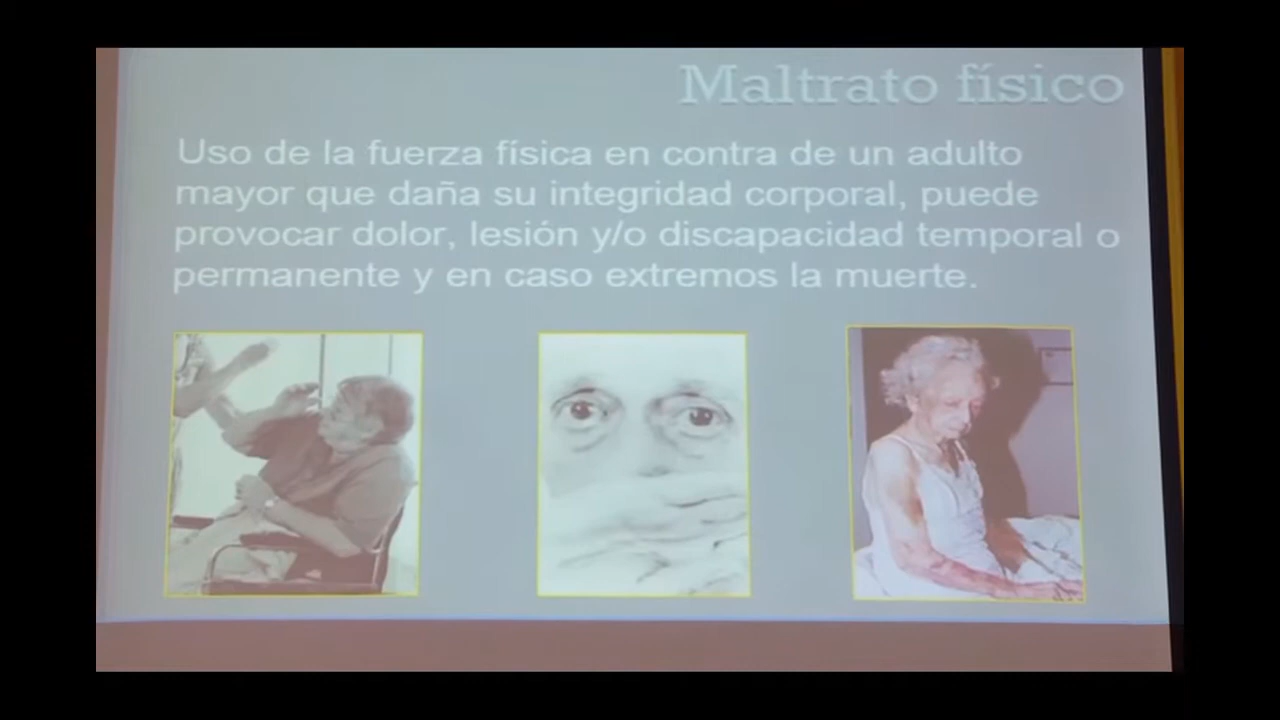 Maltrato físico
Uso de la fuerza física en contra de un adulto
mayor que daña su integridad corporal, puede
provocar dolor, lesión y/o discapacidad temporal o
permanente y en caso extremos la muerte.